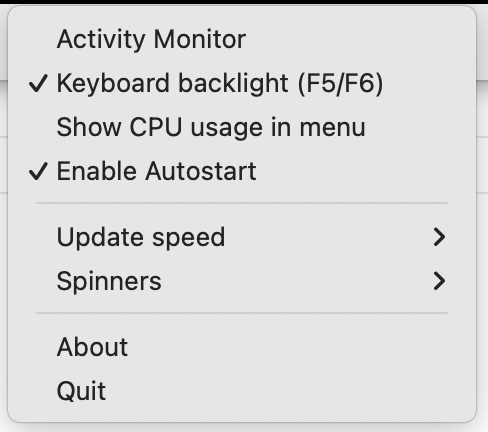 Activity Monitor
Keyboard backlight (F5/F6)
Show CPU usage in menu
Enable Autostart
Update speed
Spinners
About
Quit